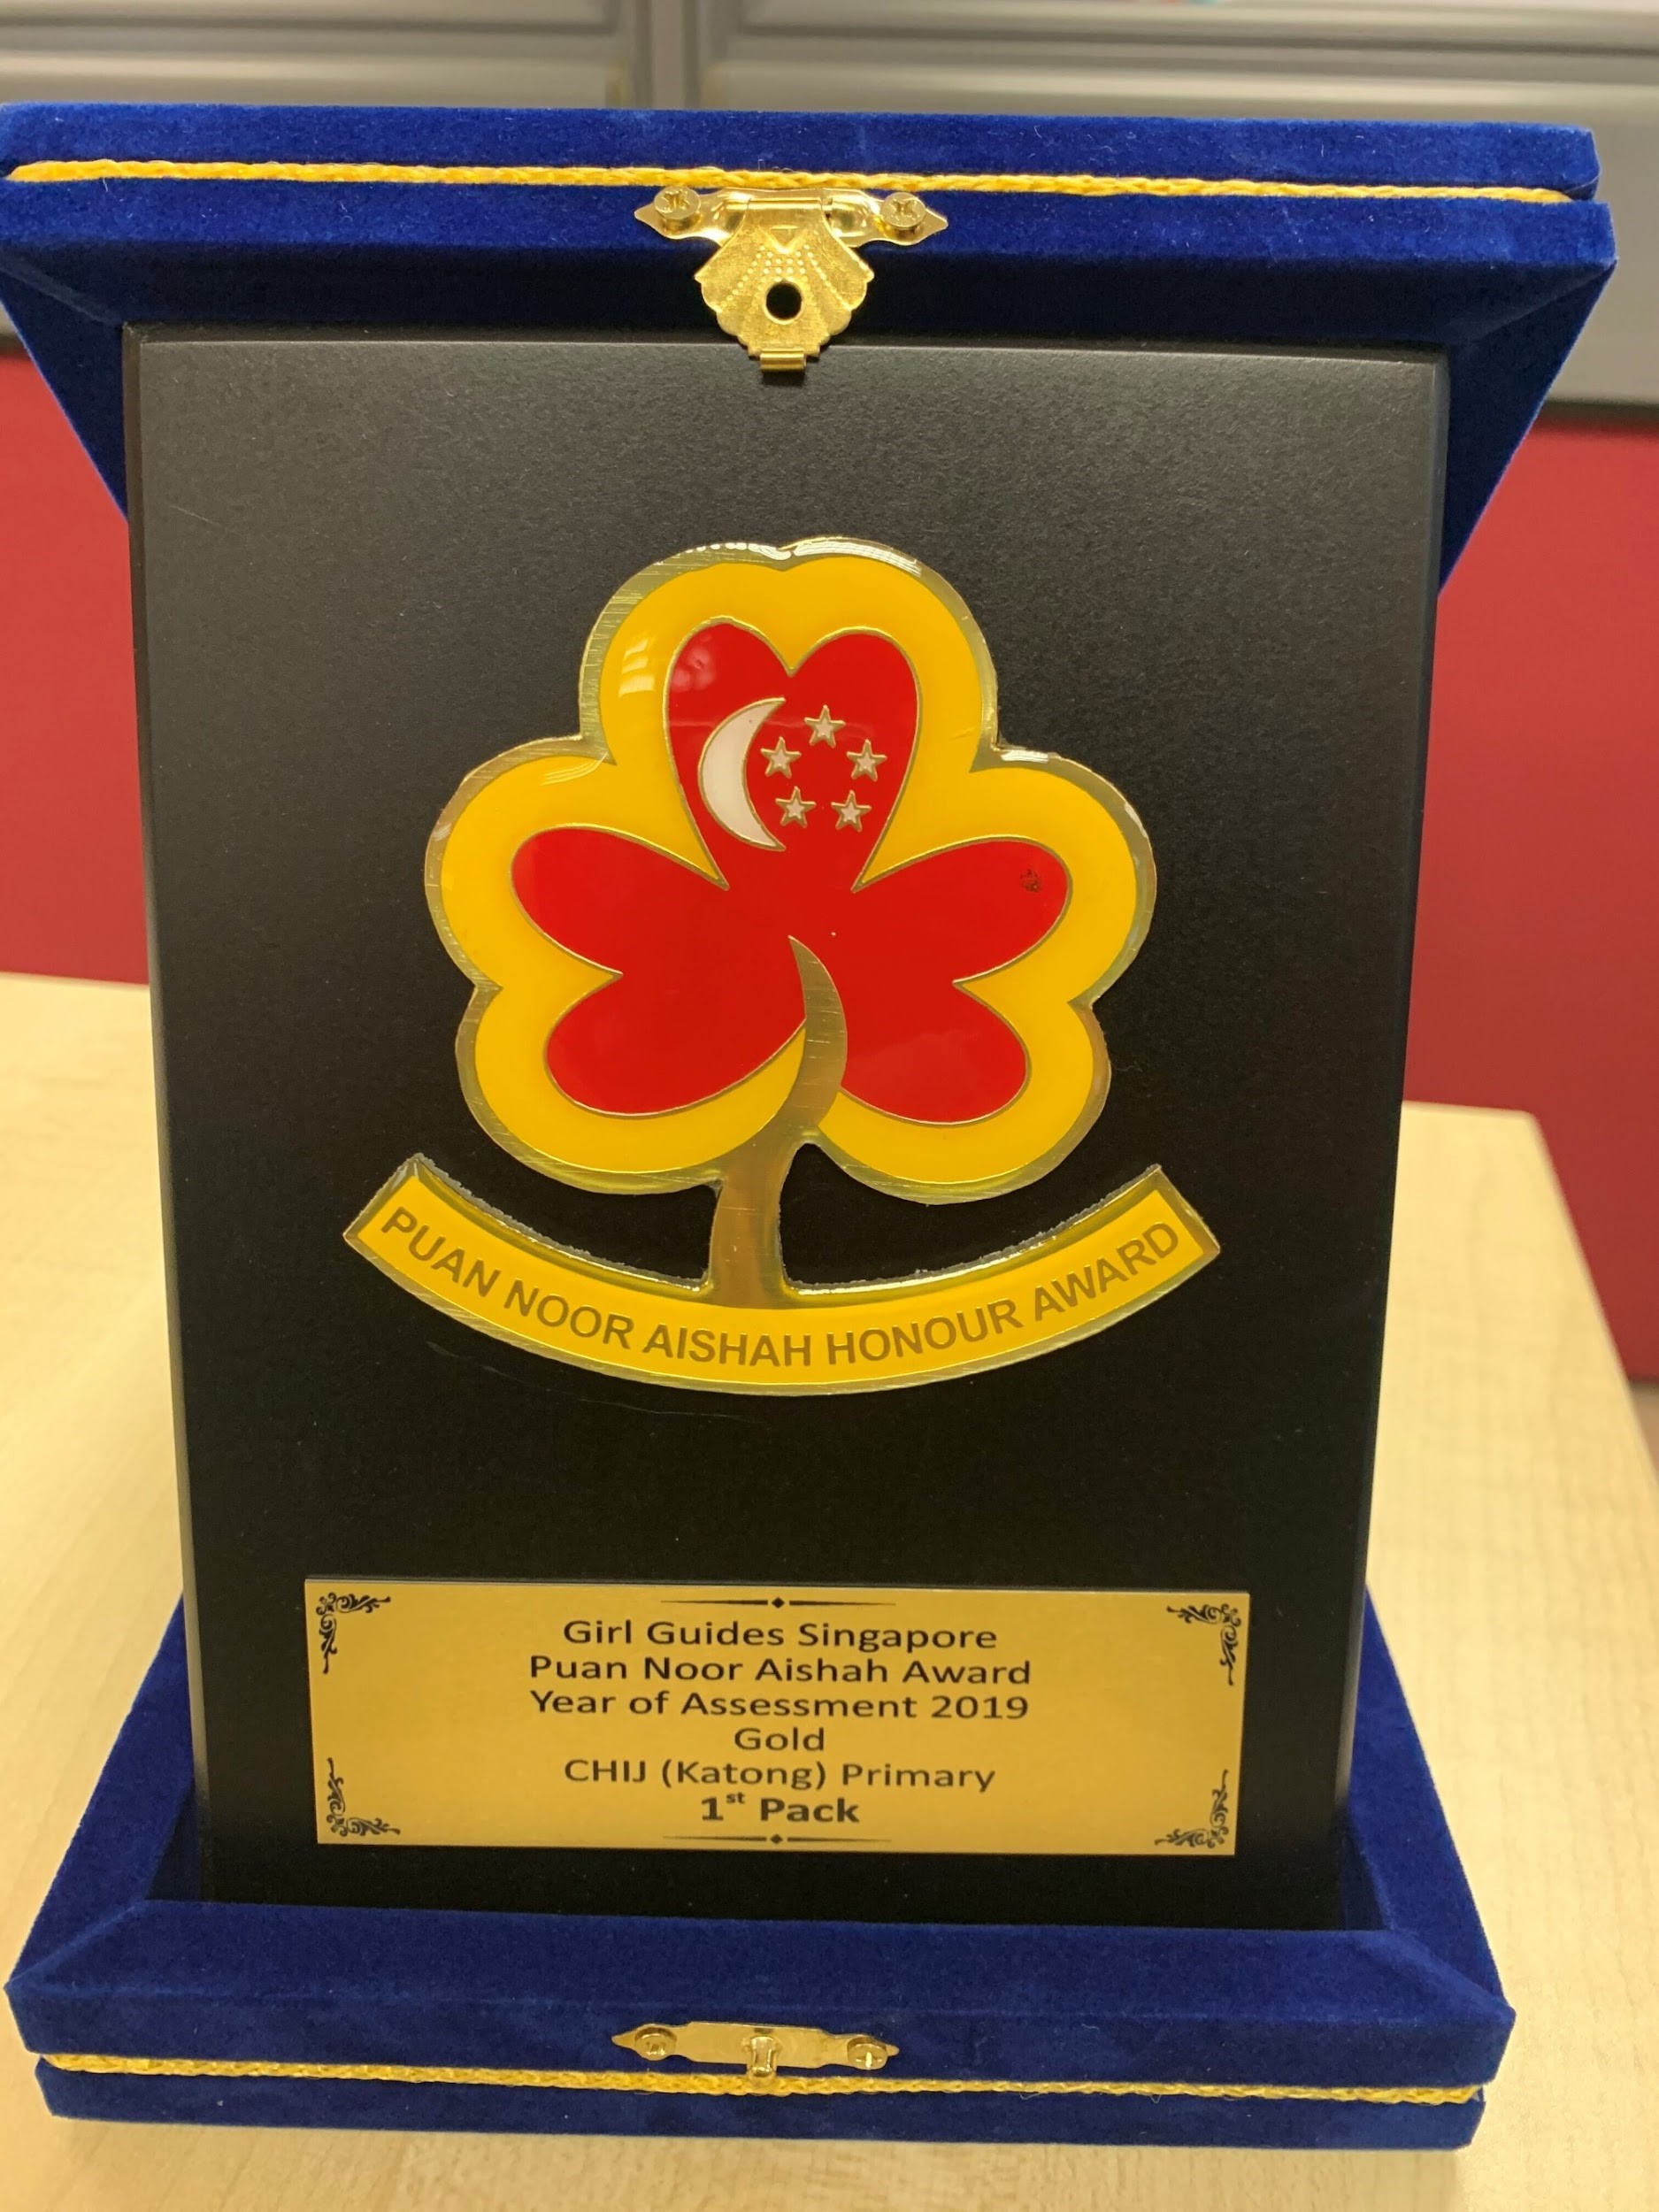 PUAN NOOR AISHAH HONOUR AWARD
Girl Guides Singapore
Puan Noor Aishah Award
Year of Assessment 2019
Gold
CHIJ (Katong) Primary
1st Pack